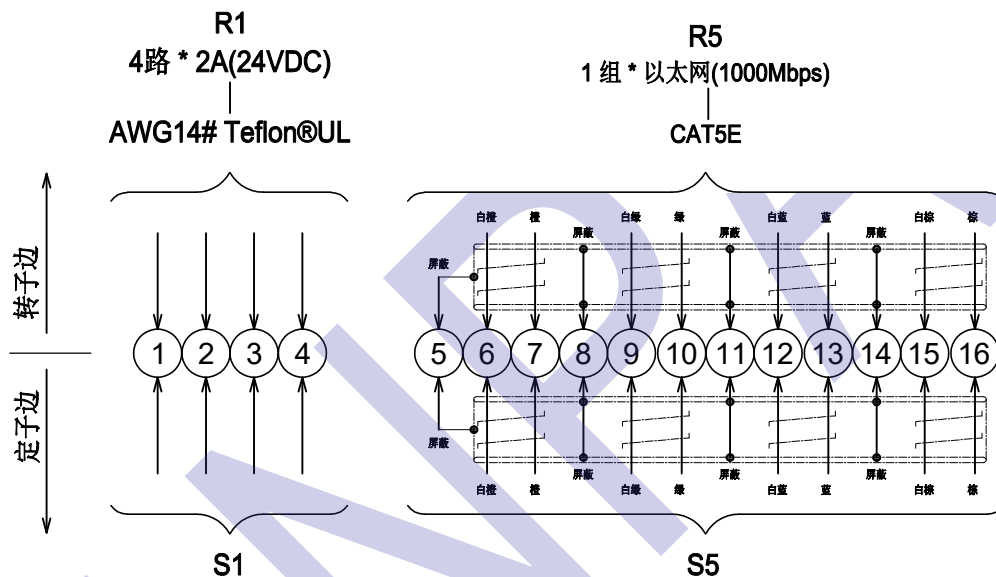 R1
4路 * 2A(24VDC)
AWG14# Teflon®UL
R5
1 组 * 以太网(1000Mbps)
CAT5E
转子边
定子边
白橙 橙 屏蔽 白绿 绿 屏蔽 白蓝 蓝 屏蔽 白棕 棕
屏蔽
1 2 3 4 5 6 7 8 9 10 11 12 13 14 15 16
屏蔽
白橙 橙 屏蔽 白绿 绿 屏蔽 白蓝 蓝 屏蔽 白棕 棕
S1
S5